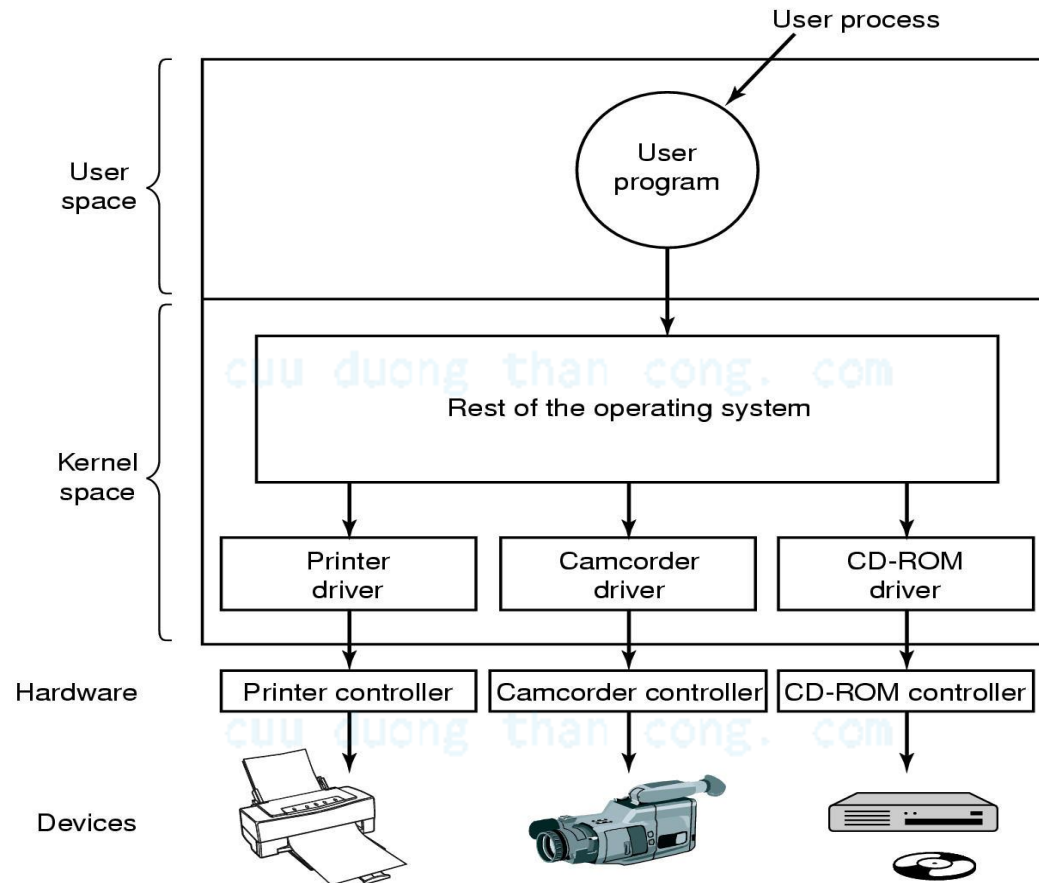 User process
User
program
User
space
cuu duong than cong. com
Rest of the operating system
Kernel
space
Printer
driver
Camcorder
driver
CD-ROM
driver
Hardware
Printer controller
Camcorder controller
CD-ROM controller
cuu duong than cong. com
Devices